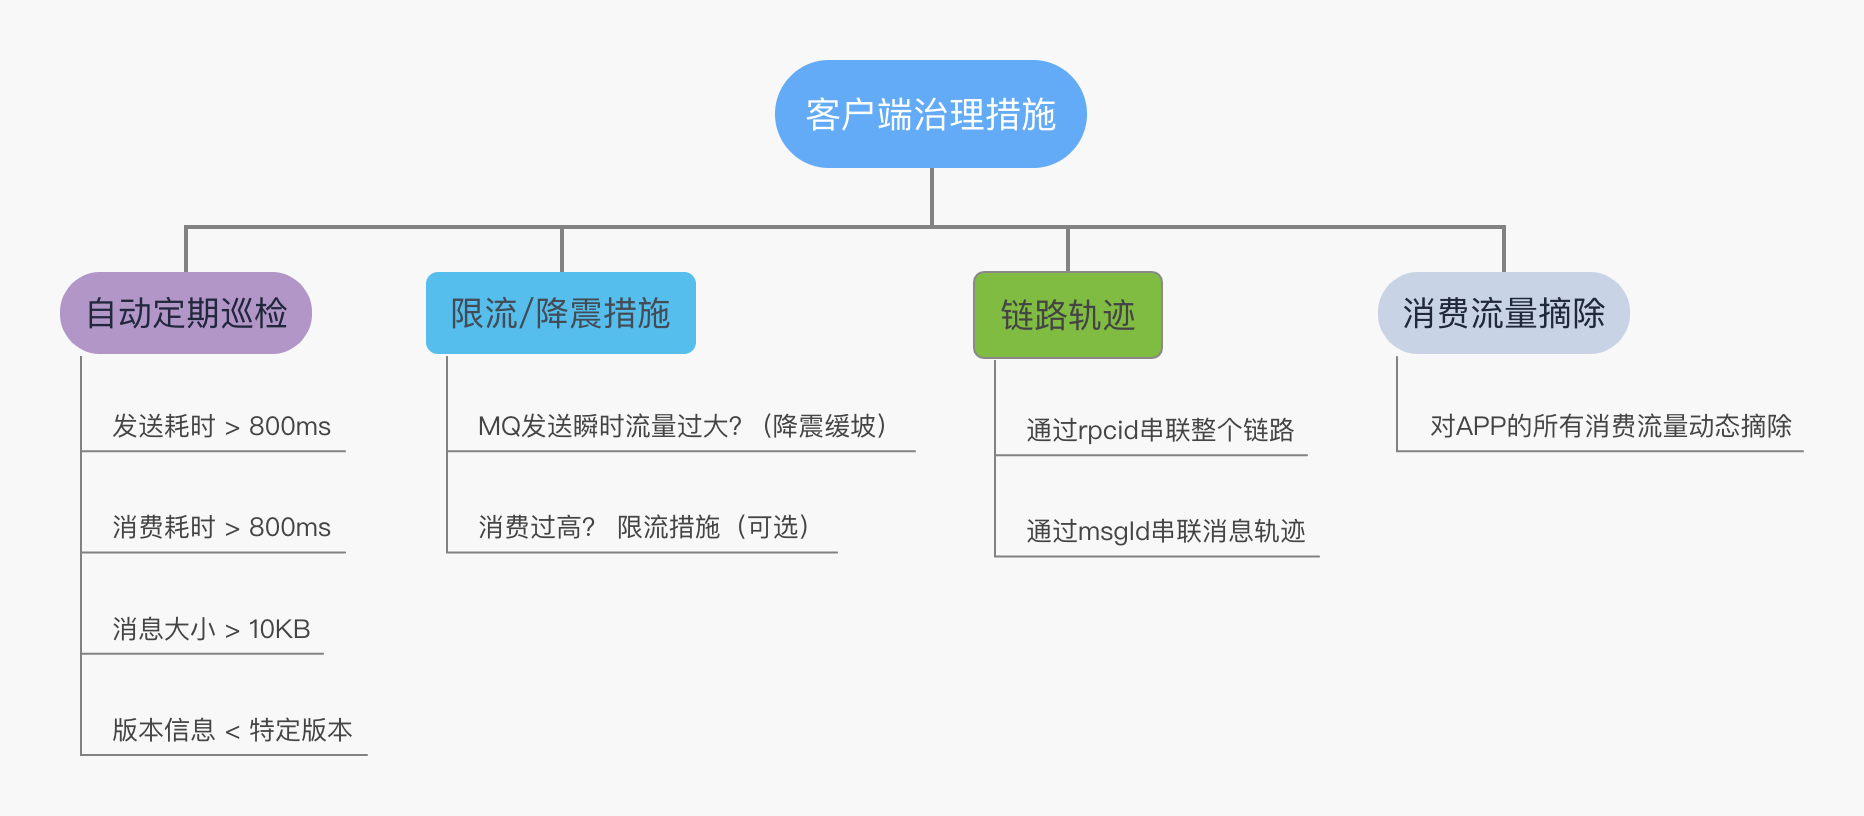 客户端治理措施
自动定期巡检
发送耗时 > 800ms
消费耗时 > 800ms
消息大小 > 10KB
版本信息 < 特定版本
限流/降震措施
MQ发送瞬时流量过大？（降震缓坡）
消费过高？ 限流措施（可选）
链路轨迹
通过rpcid串联整个链路
通过msgId串联消息轨迹
消费流量摘除
对APP的所有消费流量动态摘除